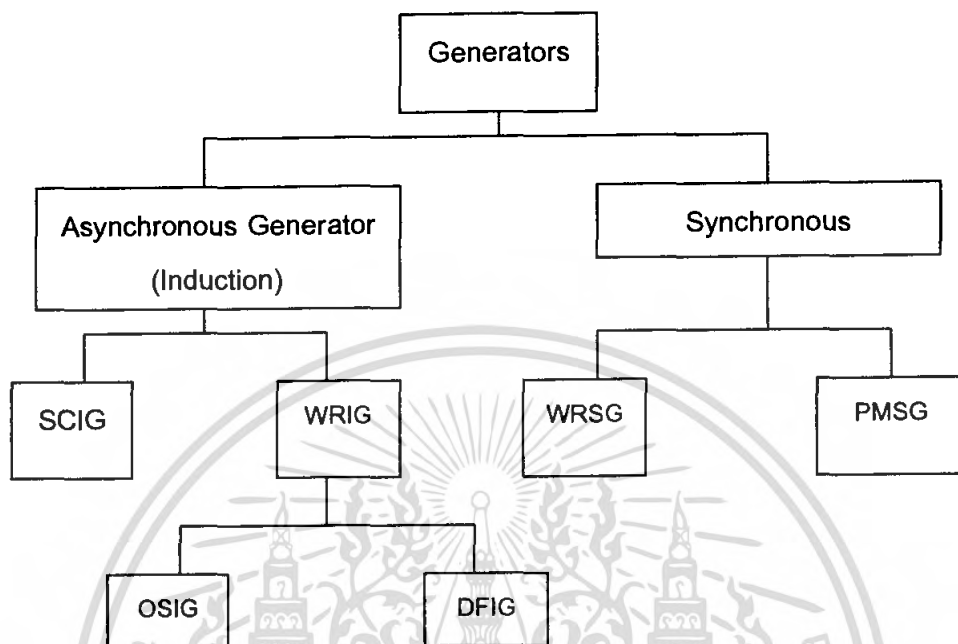 Generators
Asynchronous Generator
(Induction)
Synchronous
SCIG
WRIG
WRSG
PMSG
OSIG
DFIG